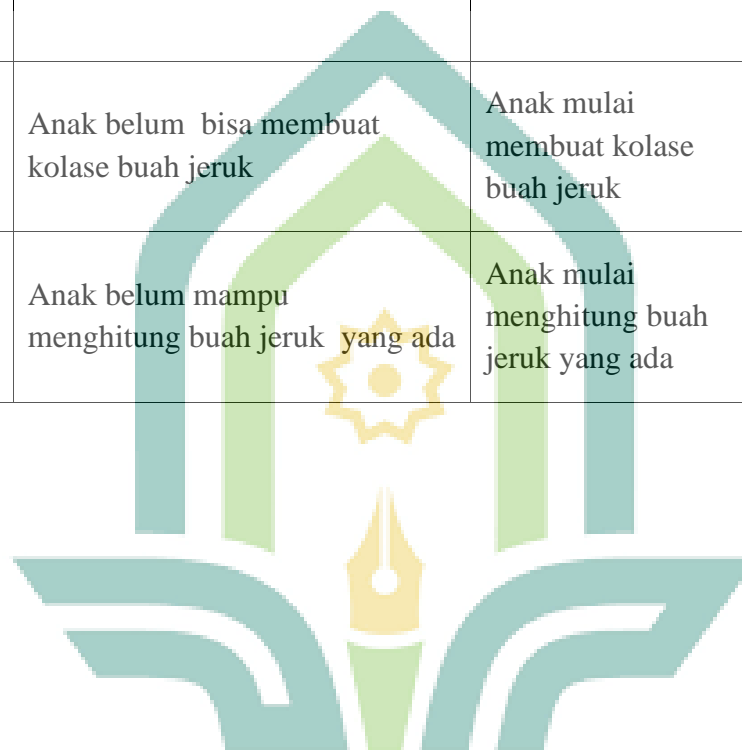 Anak belum bisa membuat
kolase buah jeruk
Anak mulai
membuat kolase
buah jeruk
Anak belum mampu
menghitung buah jeruk yang ada
Anak mulai
menghitung buah
jeruk yang ada